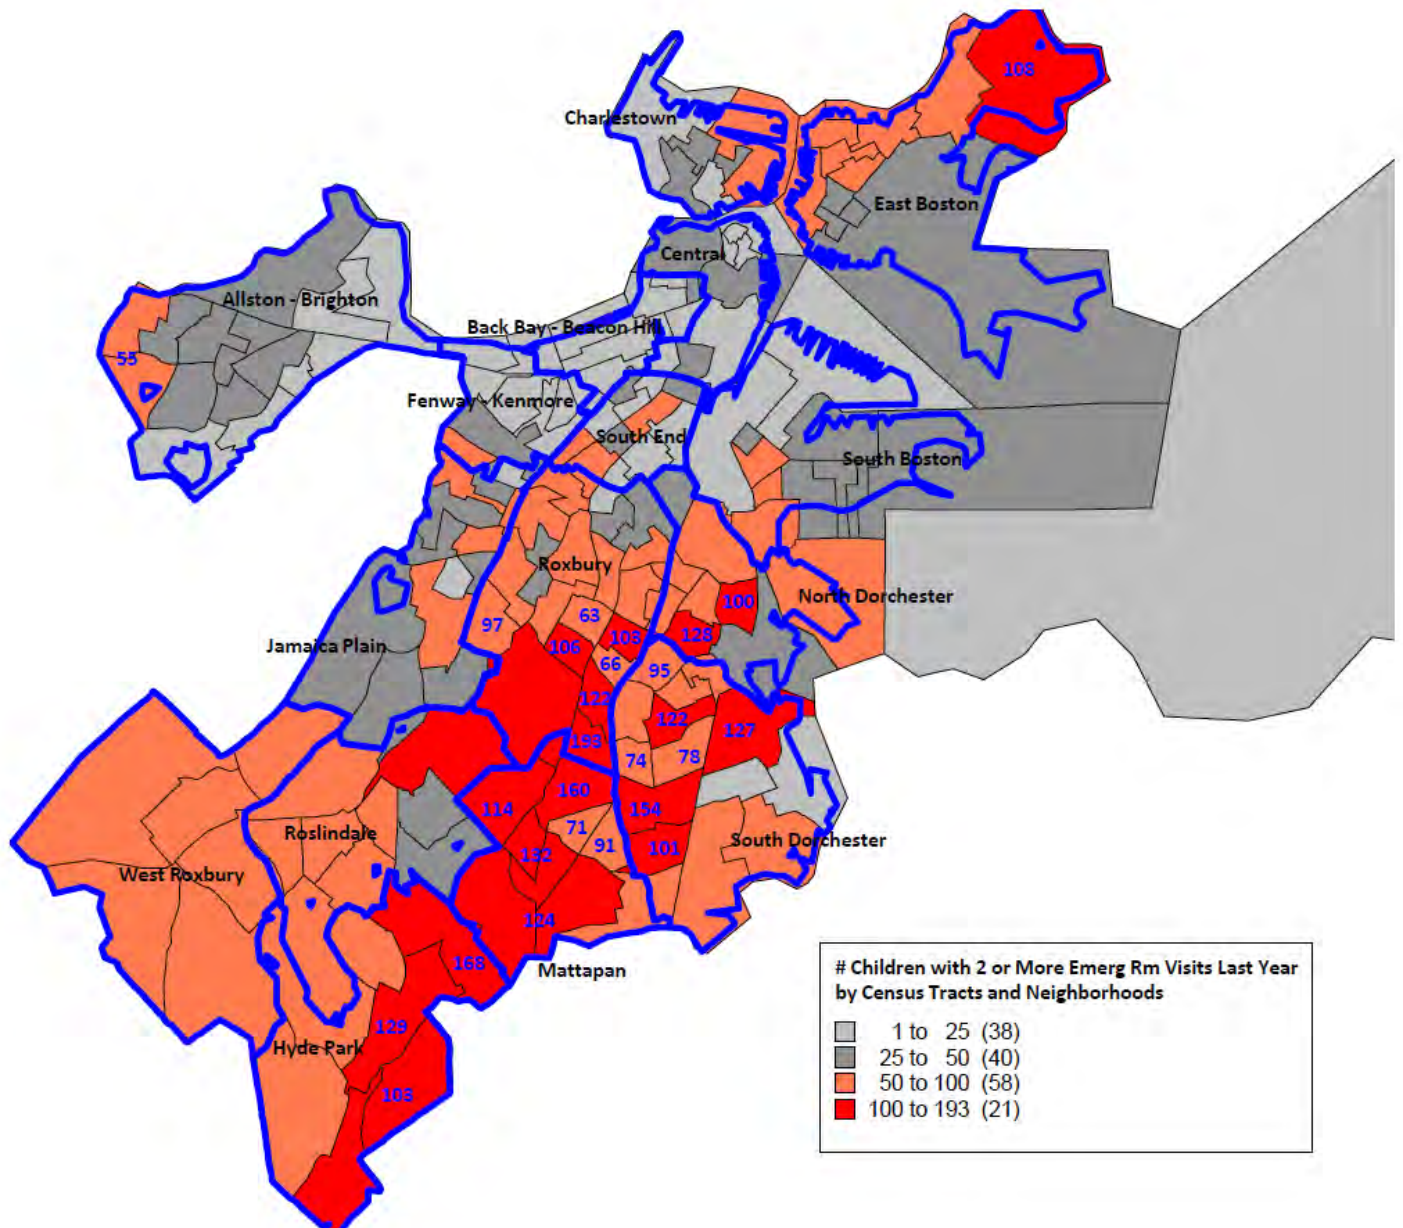 108
Charlestown
East Boston
Central
Allston - Brighton
Back Bay - Beacon Hill
55
Fenway - Kenmore
South End
South Boston
Roxbury
100
North Dorchester
63
97
103
128
Jamaica Plain
106
66
95
122
122
127
193
74
78
160
114
154
71
Roslindale
91
101
South Dorchester
132
West Roxbury
124
168
Mattapan
129
Hyde Park
103
# Children with 2 or More Emerg Rm Visits Last Year
by Census Tracts and Neighborhoods
1 to 25 (38)
25 to 50 (40)
50 to 100 (58)
100 to 193 (21)